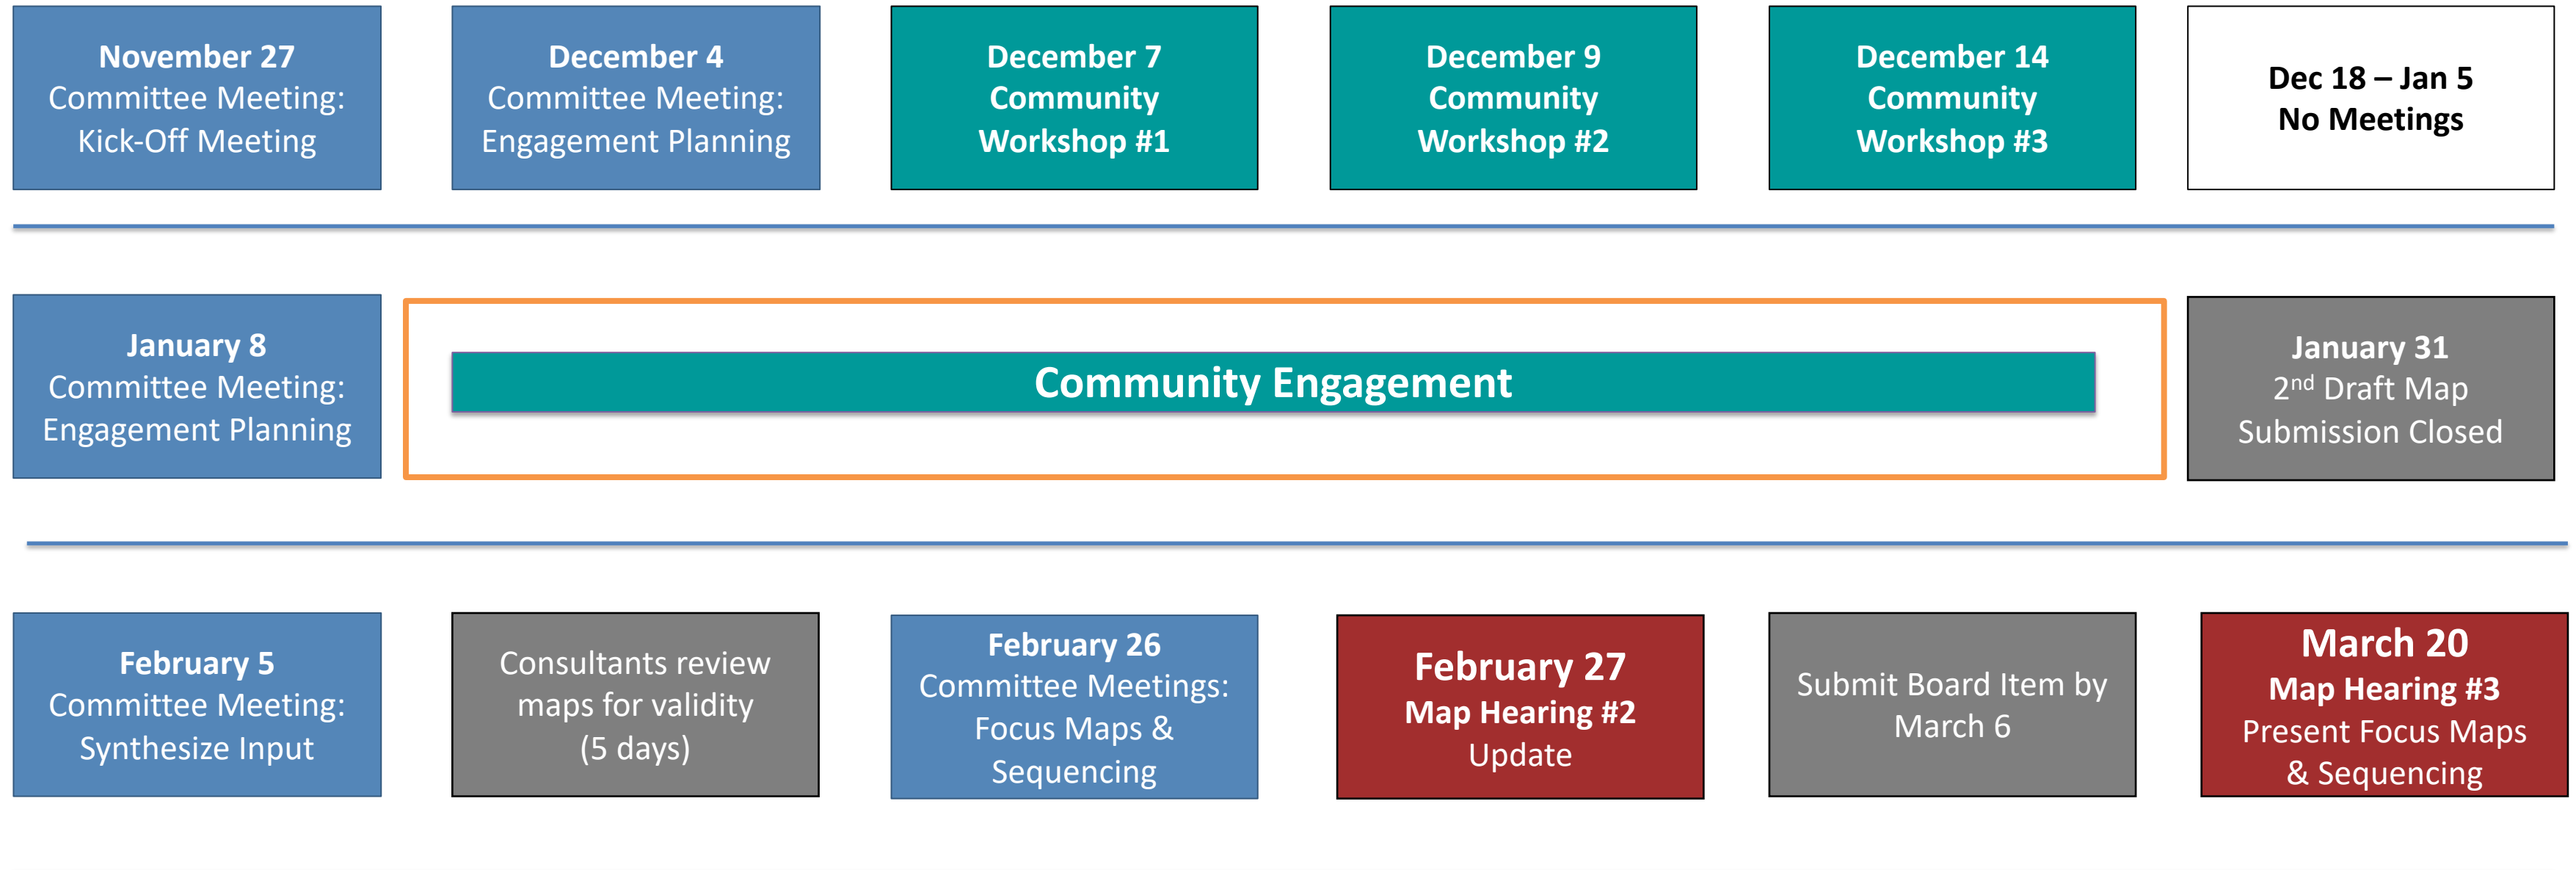 November 27
Committee Meeting:
Kick-Off Meeting
December 4
Committee Meeting:
Engagement Planning
December 7
Community
Workshop #1
December 9
Community
Workshop #2
December 14
Community
Workshop #3
Dec 18 – Jan 5
No Meetings
January 8
Committee Meeting:
Engagement Planning
Community Engagement
January 31
2nd Draft Map
Submission Closed
February 5
Committee Meeting:
Synthesize Input
Consultants review
maps for validity
(5 days)
February 26
Committee Meetings:
Focus Maps &
Sequencing
February 27
Map Hearing #2
Update
Submit Board Item by
March 6
March 20
Map Hearing #3
Present Focus Maps
& Sequencing